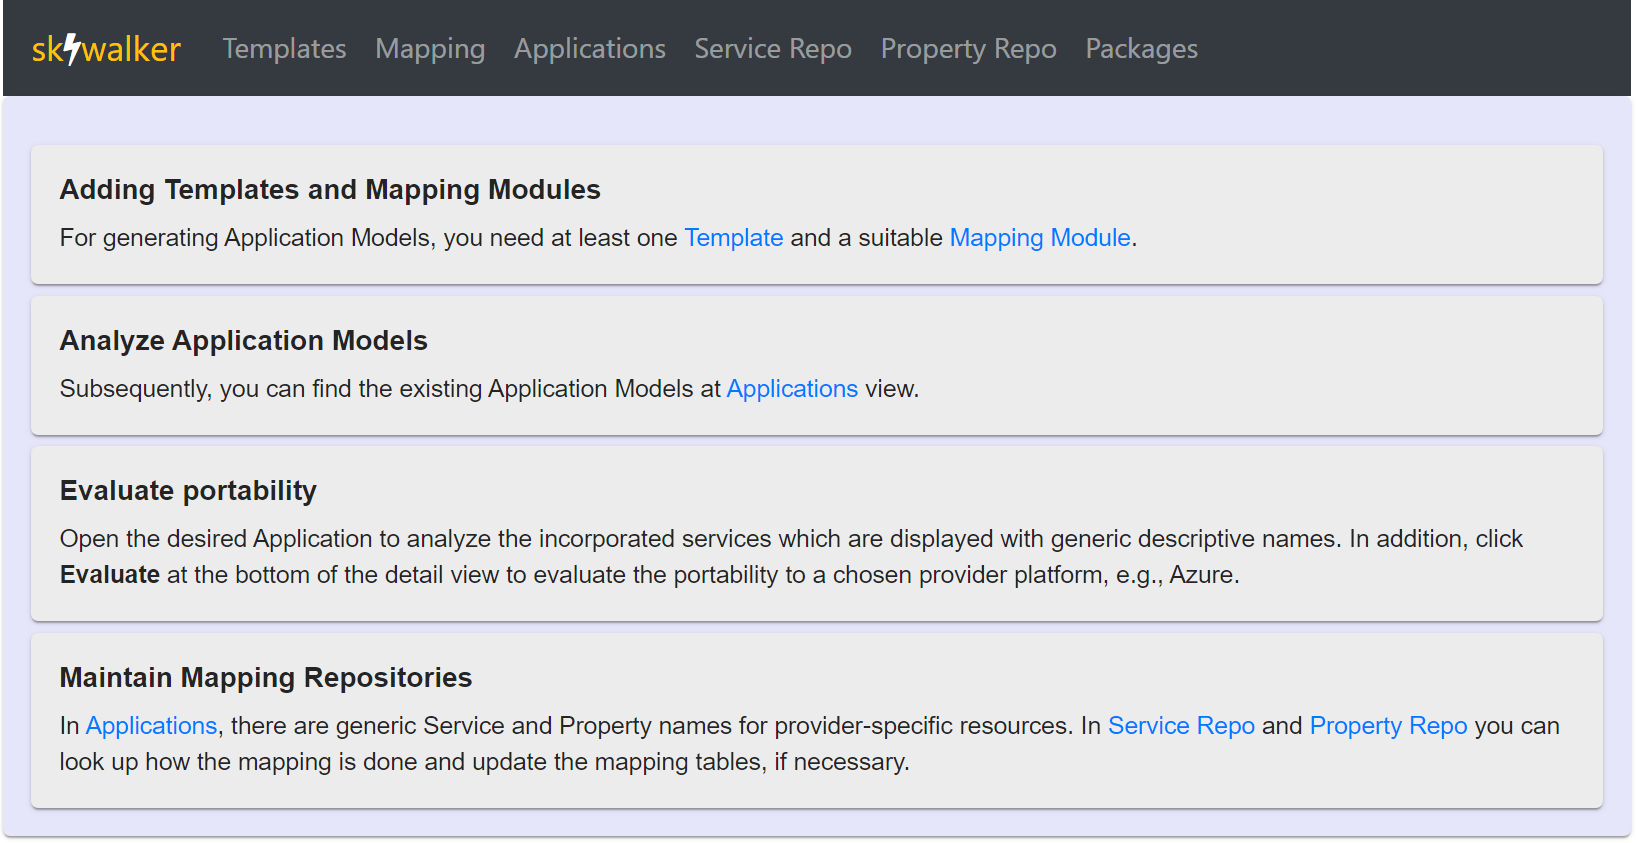 skywalker Templates Mapping Applications Service Repo Property Repo Packages
Adding Templates and Mapping Modules
For generating Application Models, you need at least one Template and a suitable Mapping Module.
Analyze Application Models
Subsequently, you can find the existing Application Models at Applications view.
Evaluate portability
Open the desired Application to analyze the incorporated services which are displayed with generic descriptive names. In addition, click
Evaluate at the bottom of the detail view to evaluate the portability to a chosen provider platform, e.g., Azure.
Maintain Mapping Repositories
In Applications, there are generic Service and Property names for provider-specific resources. In Service Repo and Property Repo you can
look up how the mapping is done and update the mapping tables, if necessary.